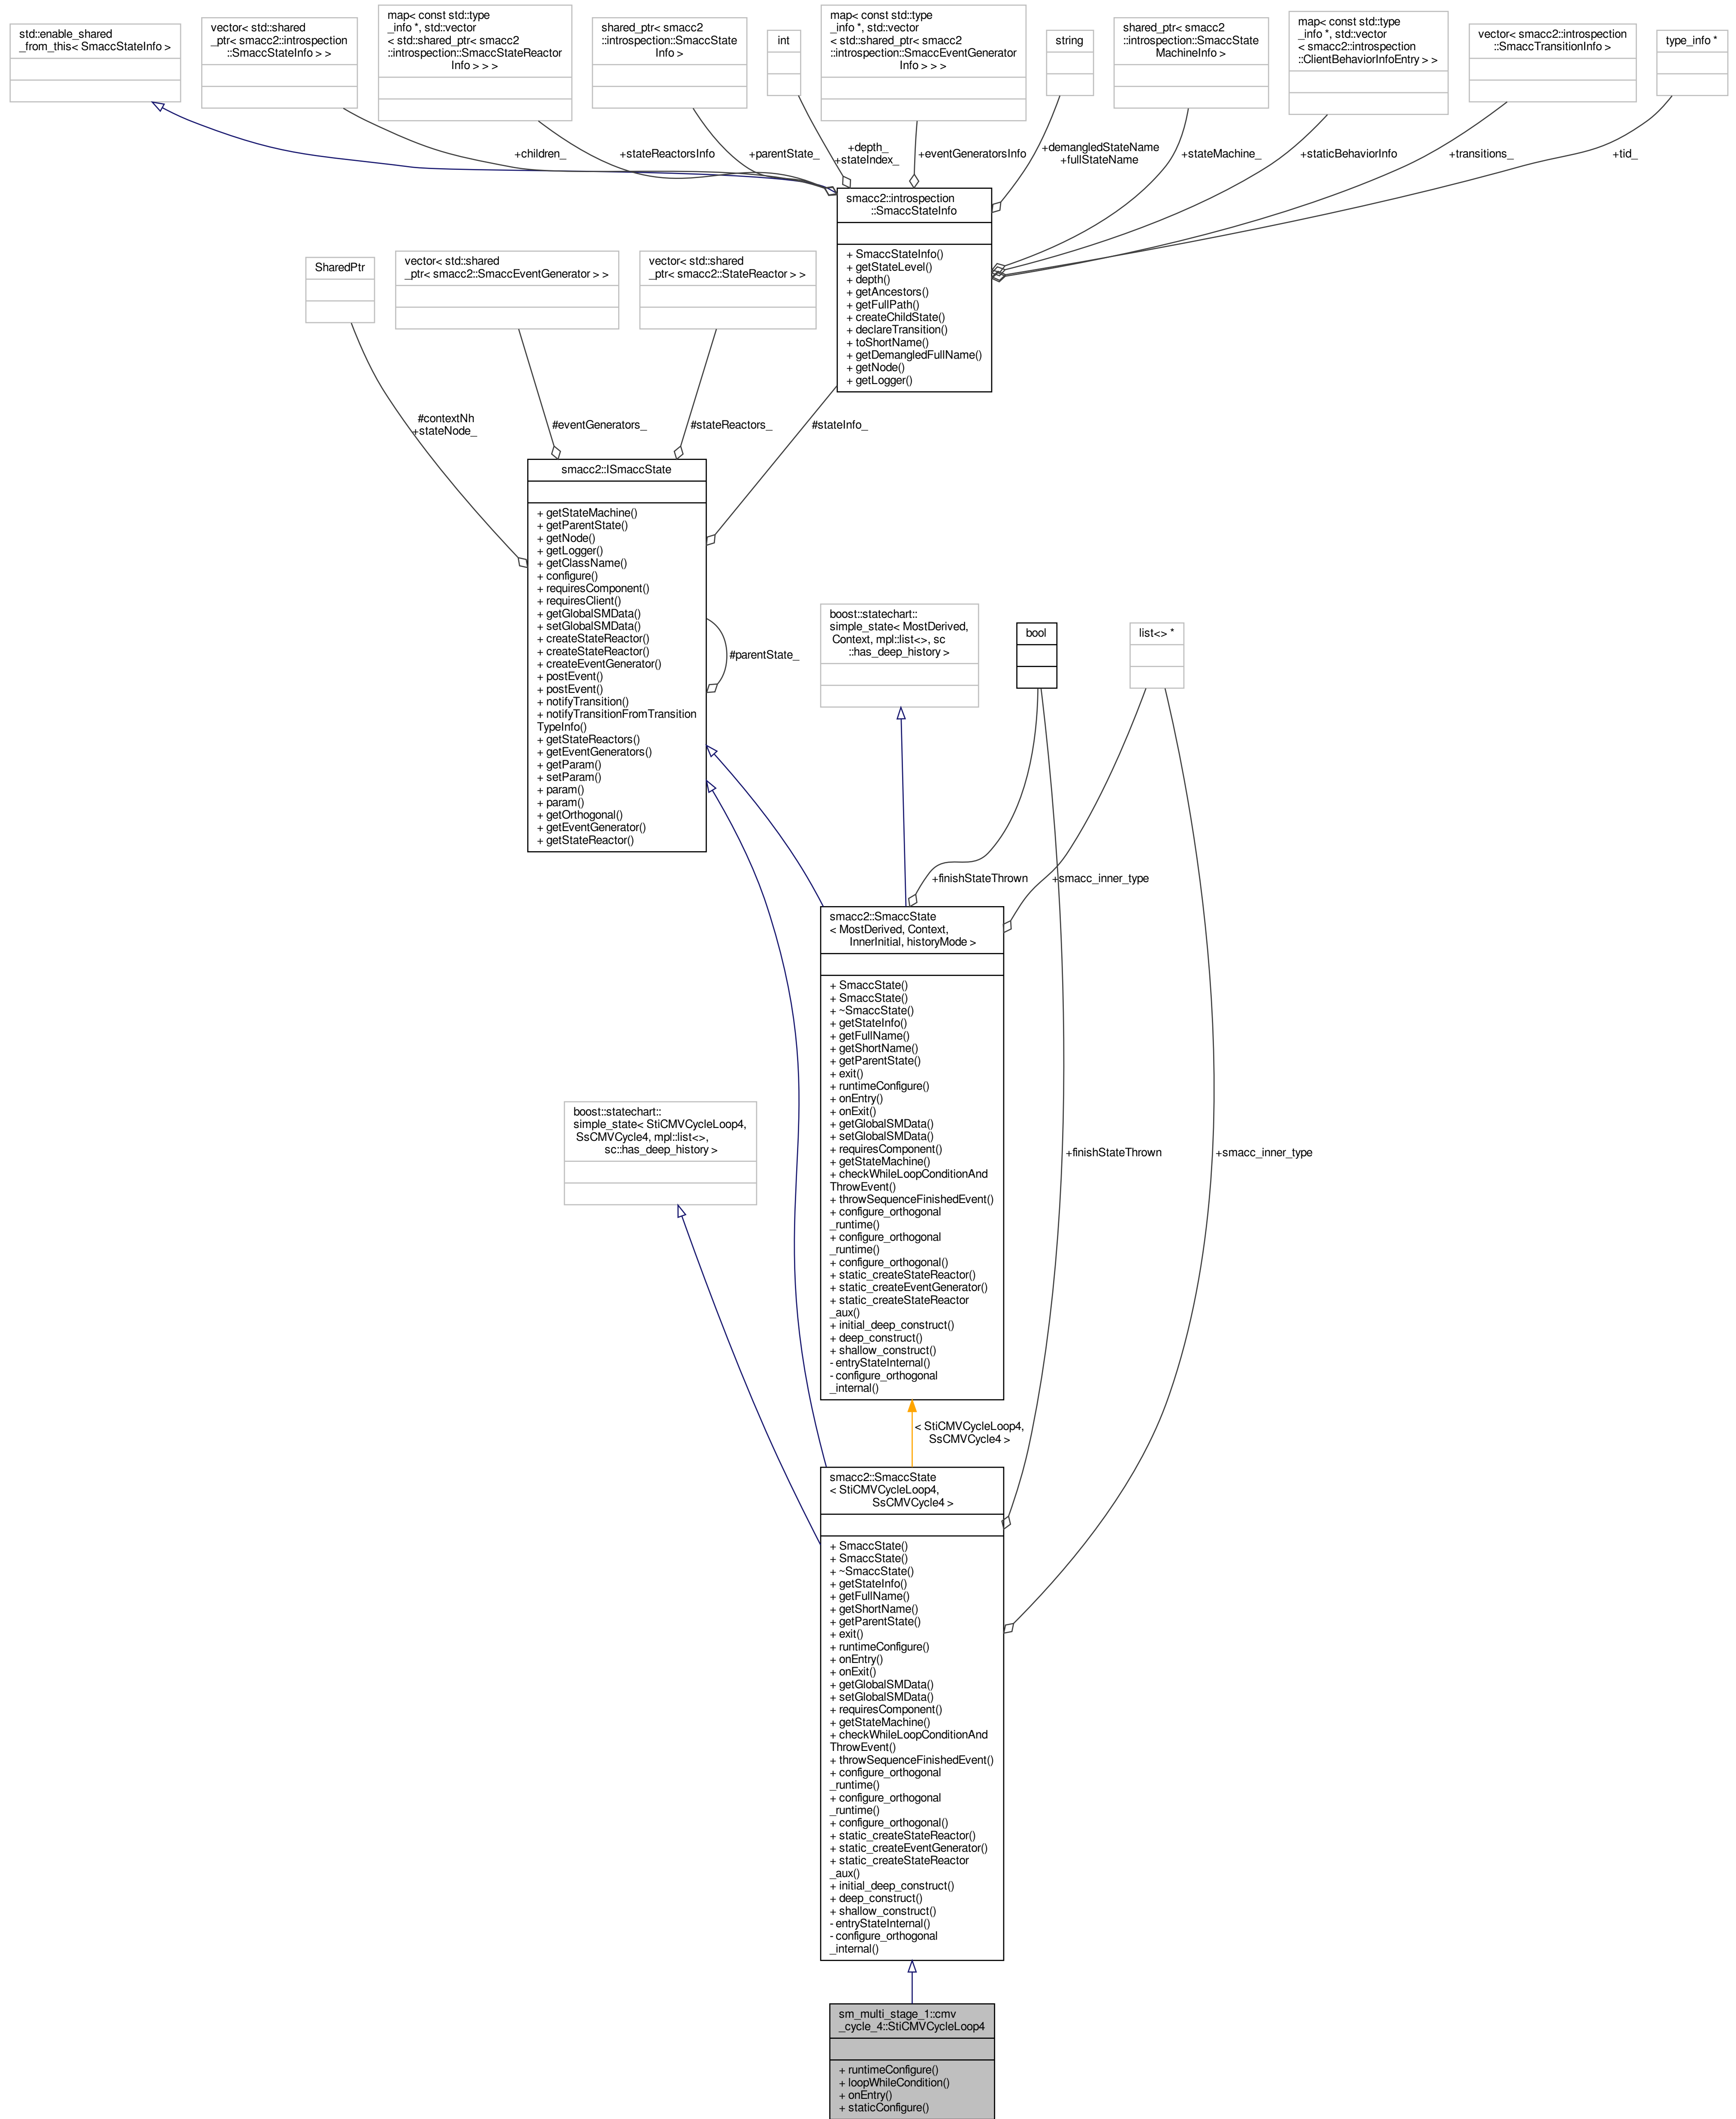 std::enable_shared
_from_this< SmaccStateInfo >
vector< std::shared
_ptr< smacc2::introspection
::SmaccStateInfo > >
map< const std::type
_info *, std::vector
< std::shared_ptr< smacc2
::introspection::SmaccStateReactor
Info > > >
shared_ptr< smacc2
::introspection::SmaccState
Info >
int
map< const std::type
_info *, std::vector
< std::shared_ptr< smacc2
::introspection::SmaccEventGenerator
Info > > >
string
shared_ptr< smacc2
::introspection::SmaccState
MachineInfo >
map< const std::type
_info *, std::vector
< smacc2::introspection
::ClientBehaviorInfoEntry > >
vector< smacc2::introspection
::SmaccTransitionInfo >
type_info *
+children_
+stateReactorsInfo
+parentState_
+depth_
+stateIndex_
+eventGeneratorsInfo
+demangledStateName
+fullStateName
+stateMachine_
+staticBehaviorInfo
+transitions_
+tid_
smacc2::introspection
::SmaccStateInfo
+ SmaccStateInfo()
+ getStateLevel()
+ depth()
+ getAncestors()
+ getFullPath()
+ createChildState()
+ declareTransition()
+ toShortName()
+ getDemangledFullName()
+ getNode()
+ getLogger()
SharedPtr
vector< std::shared
_ptr< smacc2::SmaccEventGenerator > >
vector< std::shared
_ptr< smacc2::StateReactor > >
#contextNh
+stateNode_
#eventGenerators_
#stateReactors_
#stateInfo_
smacc2::ISmaccState
+ getStateMachine()
+ getParentState()
+ getNode()
+ getLogger()
+ getClassName()
+ configure()
+ requiresComponent()
+ requiresClient()
+ getGlobalSMData()
+ setGlobalSMData()
+ createStateReactor()
+ createStateReactor()
+ createEventGenerator()
+ postEvent()
+ postEvent()
+ notifyTransition()
+ notifyTransitionFromTransition
TypeInfo()
+ getStateReactors()
+ getEventGenerators()
+ getParam()
+ setParam()
+ param()
+ param()
+ getOrthogonal()
+ getEventGenerator()
+ getStateReactor()
#parentState_
boost::statechart::
simple_state< MostDerived,
Context, mpl::list<>, sc
::has_deep_history >
bool
list<> *
+finishStateThrown
+smacc_inner_type
smacc2::SmaccState
< MostDerived, Context,
InnerInitial, historyMode >
+ SmaccState()
+ SmaccState()
+ ~SmaccState()
+ getStateInfo()
+ getFullName()
+ getShortName()
+ getParentState()
+ exit()
+ runtimeConfigure()
+ onEntry()
+ onExit()
+ getGlobalSMData()
+ setGlobalSMData()
+ requiresComponent()
+ getStateMachine()
+ checkWhileLoopConditionAnd
ThrowEvent()
+ throwSequenceFinishedEvent()
+ configure_orthogonal
_runtime()
+ configure_orthogonal
_runtime()
+ configure_orthogonal()
+ static_createStateReactor()
+ static_createEventGenerator()
+ static_createStateReactor
_aux()
+ initial_deep_construct()
+ deep_construct()
+ shallow_construct()
- entryStateInternal()
- configure_orthogonal
_internal()
boost::statechart::
simple_state< StiCMVCycleLoop4,
SsCMVCycle4, mpl::list<>,
sc::has_deep_history >
+finishStateThrown
+smacc_inner_type
< StiCMVCycleLoop4,
SsCMVCycle4 >
smacc2::SmaccState
< StiCMVCycleLoop4,
SsCMVCycle4 >
+ SmaccState()
+ SmaccState()
+ ~SmaccState()
+ getStateInfo()
+ getFullName()
+ getShortName()
+ getParentState()
+ exit()
+ runtimeConfigure()
+ onEntry()
+ onExit()
+ getGlobalSMData()
+ setGlobalSMData()
+ requiresComponent()
+ getStateMachine()
+ checkWhileLoopConditionAnd
ThrowEvent()
+ throwSequenceFinishedEvent()
+ configure_orthogonal
_runtime()
+ configure_orthogonal
_runtime()
+ configure_orthogonal()
+ static_createStateReactor()
+ static_createEventGenerator()
+ static_createStateReactor
_aux()
+ initial_deep_construct()
+ deep_construct()
+ shallow_construct()
- entryStateInternal()
- configure_orthogonal
_internal()
sm_multi_stage_1::cmv
_cycle_4::StiCMVCycleLoop4
+ runtimeConfigure()
+ loopWhileCondition()
+ onEntry()
+ staticConfigure()